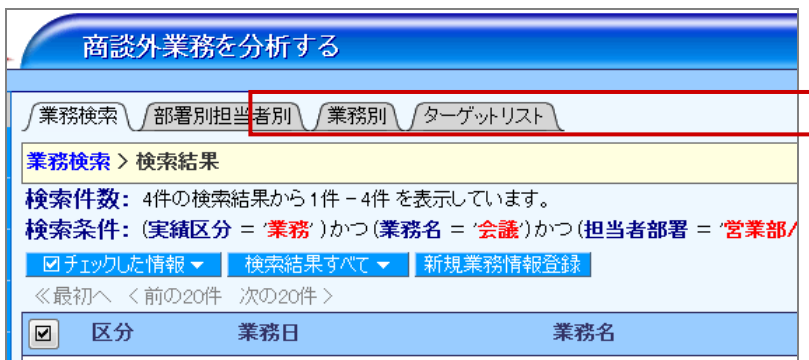 商談外業務を分析する
業務検索 部署別担当者別 業務別 ターゲットリスト
業務検索 > 検索結果
検索件数: 4件の検索結果から1件 - 4件 を表示しています。
検索条件: (実績区分 = '業務' )かつ (業務名 = '会議')かつ (担当者部署 = '営業部/
チェックした情報▼ 検索結果すべて▼ 新規業務情報登録
≪最初へ <前の20件 次の20件>
区分 業務日 業務名